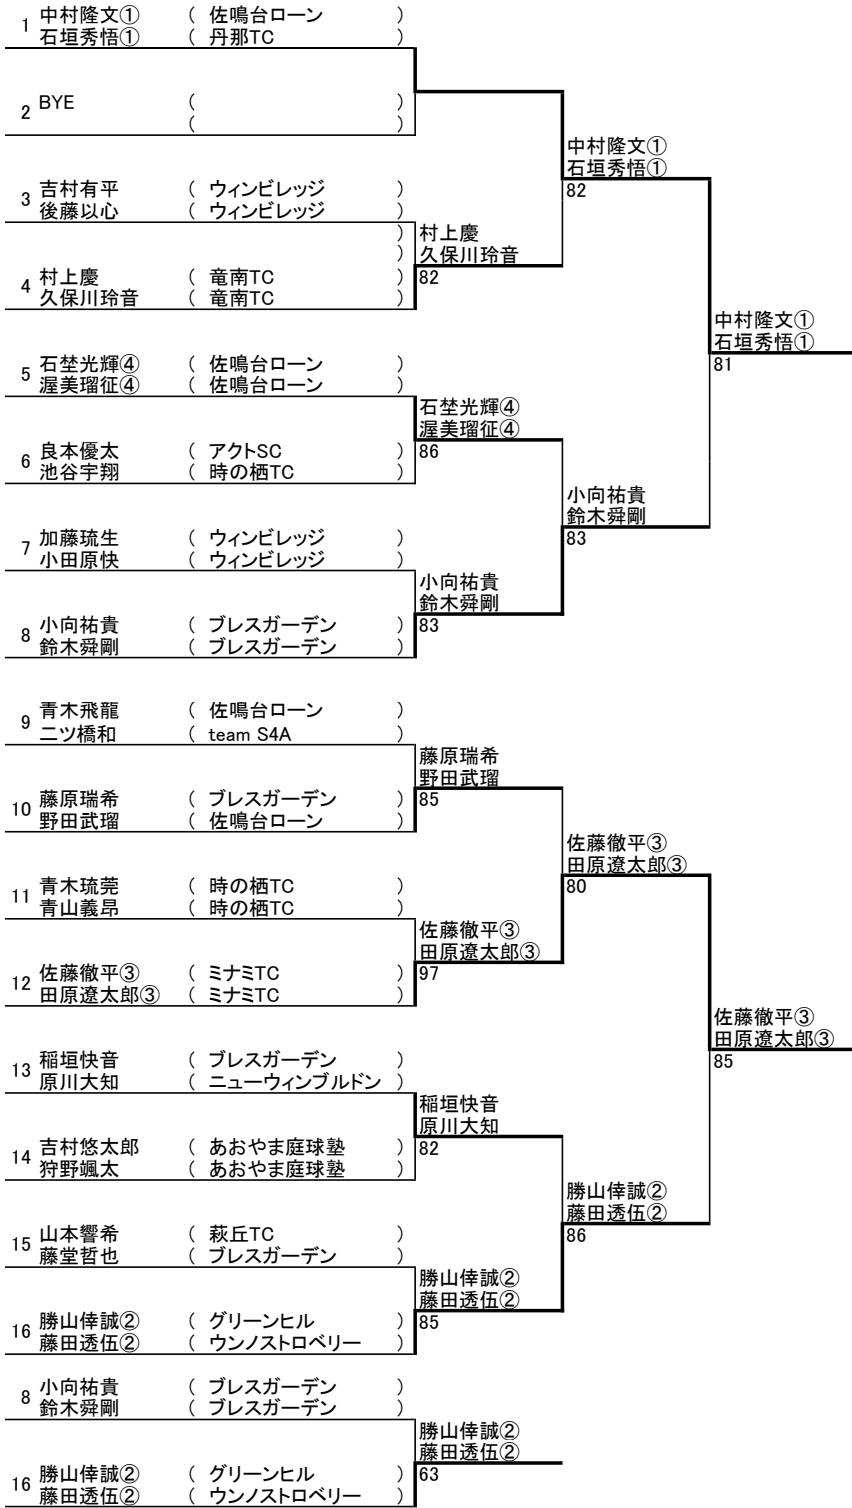 1 中村隆文① ( 佐鳴台ローン )
石垣秀悟① ( 丹那TC )
2 BYE ( )
( )
中村隆文①
石垣秀悟①
82
3 吉村有平 ( ウィンビレッジ )
後藤以心 ( ウィンビレッジ )
) 村上慶
) 久保川玲音
82
4 村上慶 ( 竜南TC )
久保川玲音 ( 竜南TC )
中村隆文①
石垣秀悟①
81
5 石埜光輝④ ( 佐鳴台ローン )
渥美瑠征④ ( 佐鳴台ローン )
石埜光輝④
渥美瑠征④
86
6 良本優太 ( アクトSC )
池谷宇翔 ( 時の栖TC )
小向祐貴
鈴木舜剛
83
7 加藤琉生 ( ウィンビレッジ )
小田原快 ( ウィンビレッジ )
小向祐貴
鈴木舜剛
83
8 小向祐貴 ( ブレスガーデン )
鈴木舜剛 ( ブレスガーデン )
9 青木飛龍 ( 佐鳴台ローン )
二ツ橋和 ( team S4A )
藤原瑞希
野田武瑠
85
10 藤原瑞希 ( ブレスガーデン )
野田武瑠 ( 佐鳴台ローン )
佐藤徹平③
田原遼太郎③
80
11 青木琉莞 ( 時の栖TC )
青山義昂 ( 時の栖TC )
佐藤徹平③
田原遼太郎③
97
12 佐藤徹平③ ( ミナミTC )
田原遼太郎③ ( ミナミTC )
佐藤徹平③
田原遼太郎③
85
13 稲垣快音 ( ブレスガーデン )
原川大知 ( ニューウィンブルドン )
稲垣快音
原川大知
82
14 吉村悠太郎 ( あおやま庭球塾 )
狩野颯太 ( あおやま庭球塾 )
勝山倖誠②
藤田透伍②
86
15 山本響希 ( 萩丘TC )
藤堂哲也 ( ブレスガーデン )
勝山倖誠②
藤田透伍②
85
16 勝山倖誠② ( グリーンヒル )
藤田透伍② ( ウンノストロベリー )
8 小向祐貴 ( ブレスガーデン )
鈴木舜剛 ( ブレスガーデン )
勝山倖誠②
藤田透伍②
63
16 勝山倖誠② ( グリーンヒル )
藤田透伍② ( ウンノストロベリー )